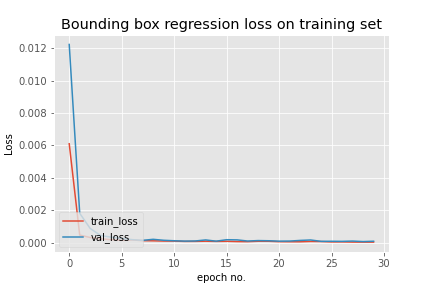 Bounding box regression loss on training set
0.012
0.010
0.008
0.006
0.004
0.002
0.000
Loss
train_loss
val_loss
0 5 10 15 20 25 30
epoch no.